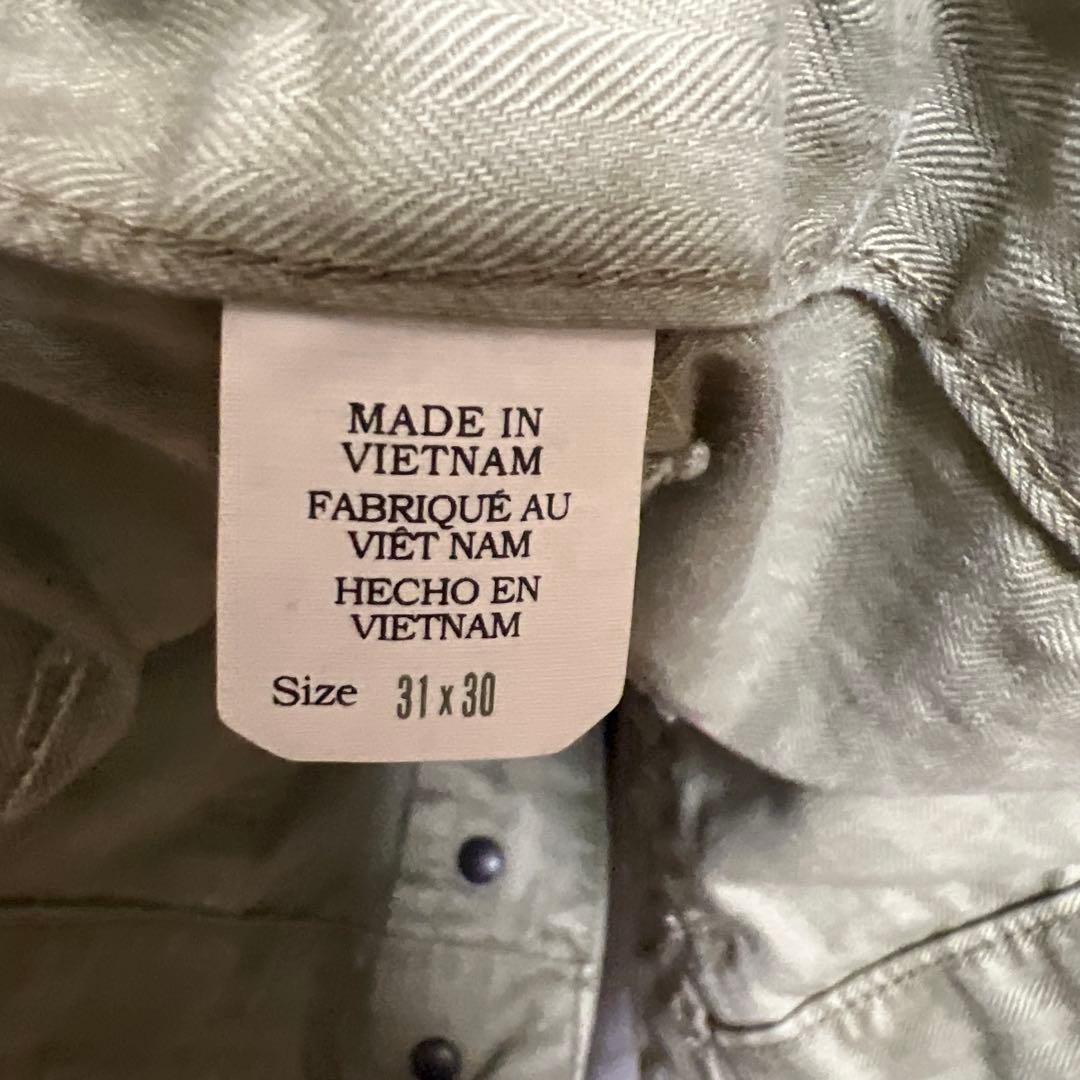 MADE IN
VIETNAM
FABRIQUÉ AU
VIÊT NAM
HECHO EN
VIETNAM
Size 31 x 30